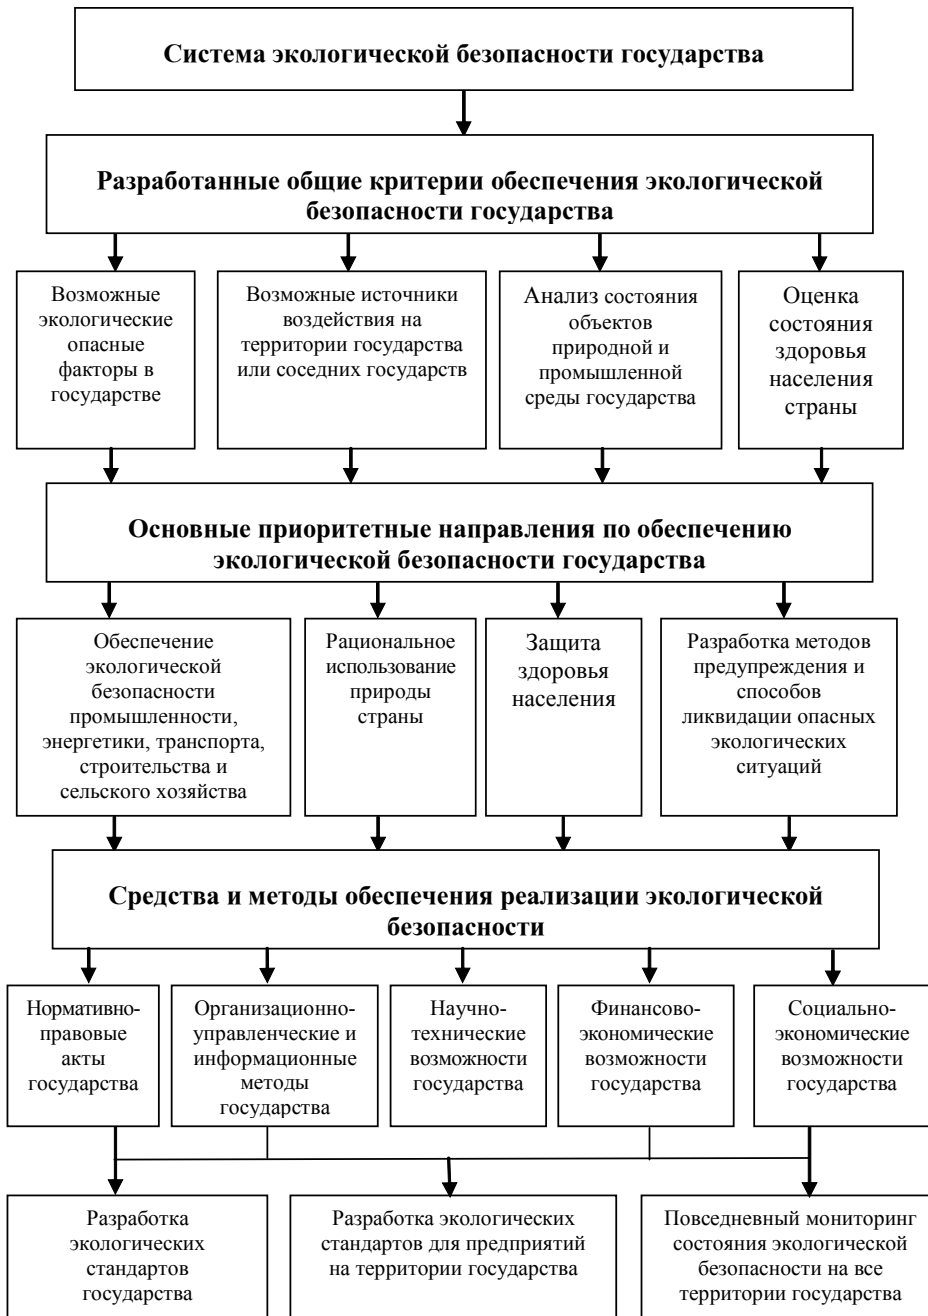 Система экологической безопасности государства
Разработанные общие критерии обеспечения экологической
безопасности государства
Возможные
экологические
опасные
факторы в
государстве
Возможные источники
воздействия на
территории государства
или соседних государств
Анализ состояния
объектов
природной и
промышленной
среды государства
Оценка
состояния
здоровья
населения
страны
Основные приоритетные направления по обеспечению
экологической безопасности государства
Обеспечение
экологической
безопасности
промышленности,
энергетики, транспорта,
строительства и
сельского хозяйства
Рациональное
использование
природы
страны
Защита
здоровья
населения
Разработка методов
предупреждения и
способов
ликвидации опасных
экологических
ситуаций
Средства и методы обеспечения реализации экологической
безопасности
Нормативно-
правовые
акты
государства
Организационно-
управленческие и
информационные
методы
государства
Научно-
технические
возможности
государства
Финансово-
экономические
возможности
государства
Социально-
экономические
возможности
государства
Разработка
экологических
стандартов
государства
Разработка экологических
стандартов для предприятий
на территории государства
Повседневный мониторинг
состояния экологической
безопасности на все
территории государства